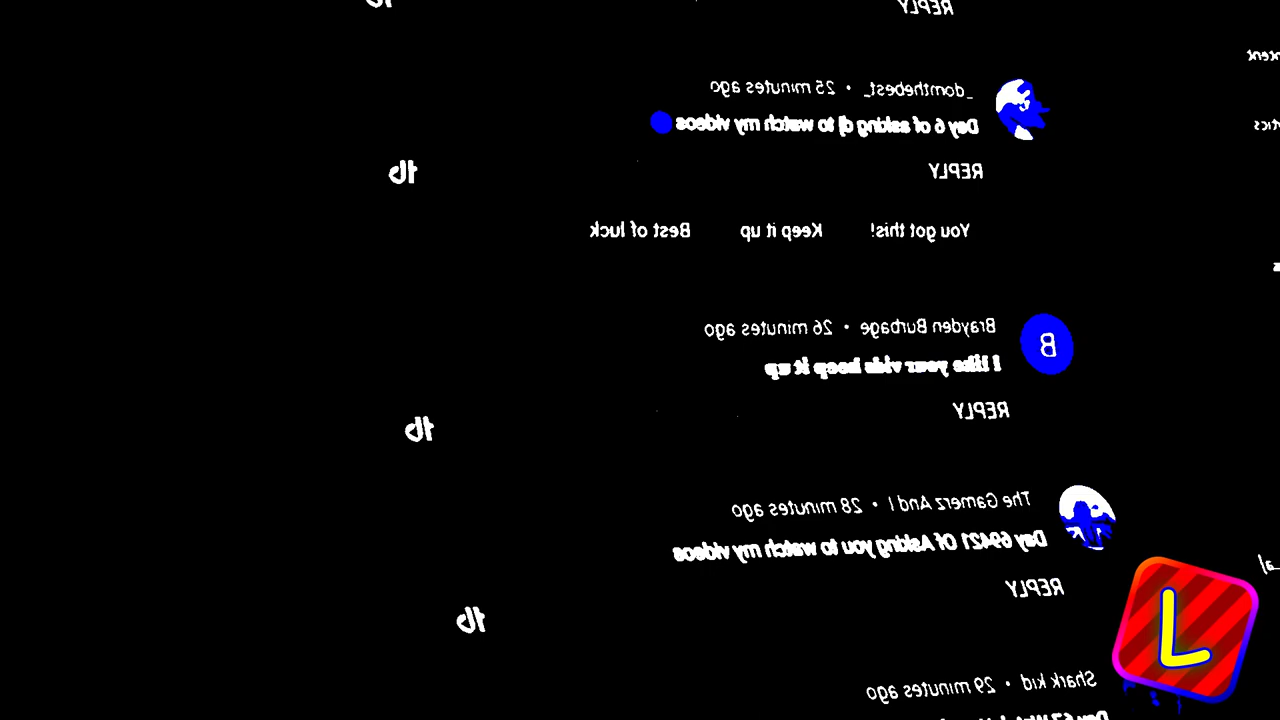 REPLY
_domthebest_ • 25 minutes ago
Day 6 of asking dj to watch my videos
REPLY
You got this! Keep it up Best of luck
B
Brayden Burbage • 26 minutes ago
I like your vids keep it up
REPLY
The Gamerz And I • 28 minutes ago
Day 69421 Of Asking you to watch my videos
REPLY
L
Shark kid • 29 minutes ago